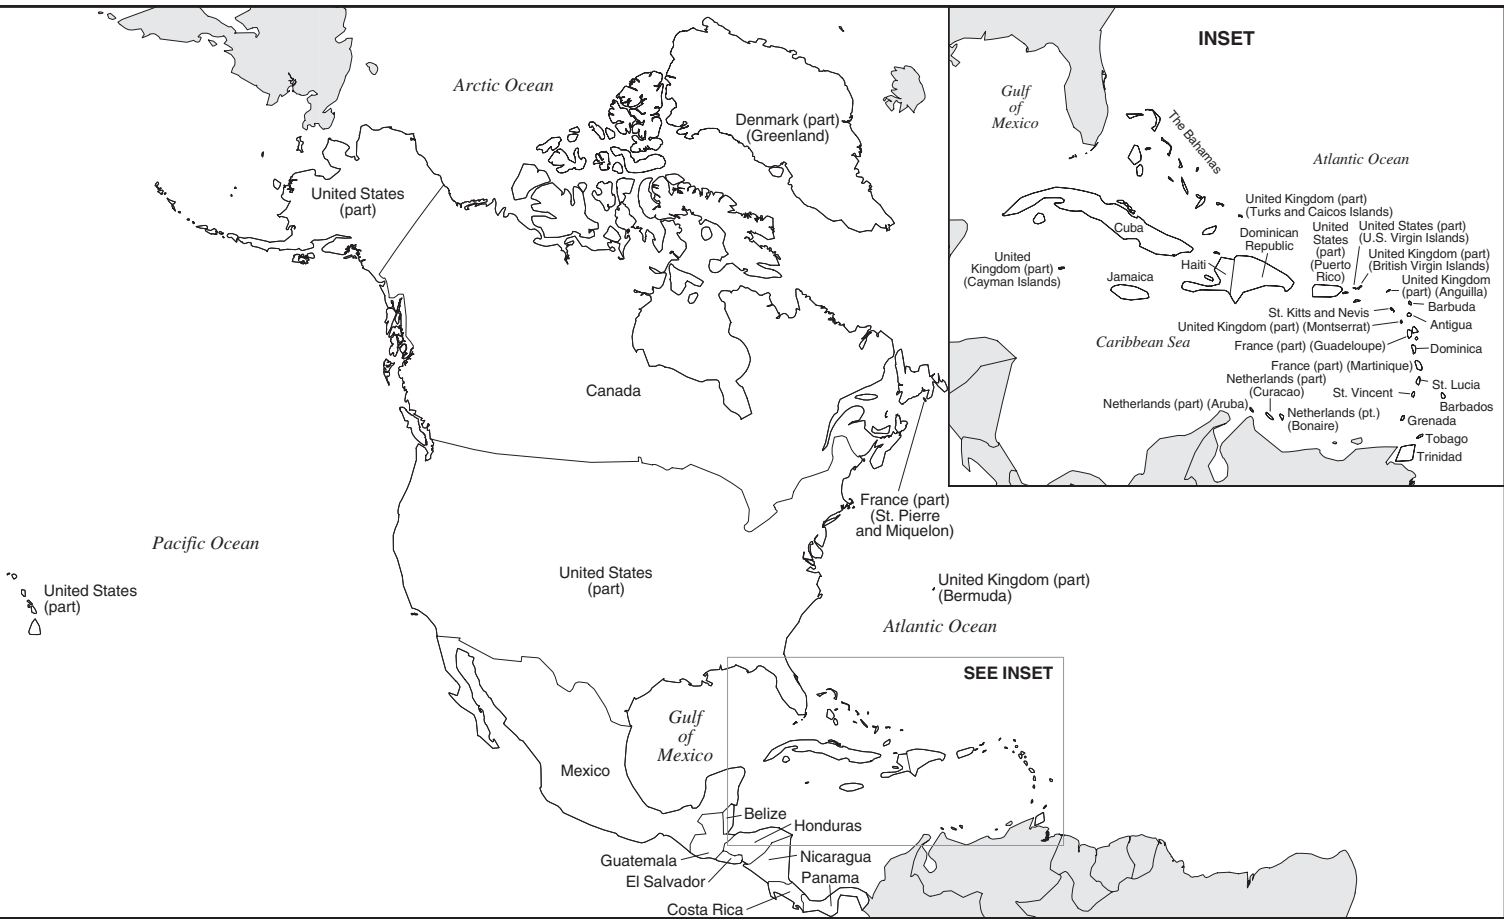 Arctic Ocean
Denmark (part)
(Greenland)
United States
(part)
Canada
France (part)
(St. Pierre
and Miquelon)
Pacific Ocean
United States
(part)
United States
(part)
United Kingdom (part)
(Bermuda)
Atlantic Ocean
SEE INSET
Gulf
of
Mexico
Mexico
Belize
Honduras
Guatemala
Nicaragua
El Salvador
Panama
Costa Rica
INSET
Gulf
of
Mexico
The Bahamas
Atlantic Ocean
United Kingdom (part)
(Turks and Caicos Islands)
Cuba
Dominican
Republic
United
States
(part)
(Puerto
Rico)
United States (part)
(U.S. Virgin Islands)
United Kingdom (part)
(British Virgin Islands)
United
Kingdom (part)
(Cayman Islands)
Haiti
Jamaica
United Kingdom
(part) (Anguilla)
Barbuda
St. Kitts and Nevis
Antigua
United Kingdom (part) (Montserrat)
Caribbean Sea
France (part) (Guadeloupe)
Dominica
France (part) (Martinique)
Netherlands (part)
(Curacao)
St. Lucia
St. Vincent
Barbados
Netherlands (part) (Aruba)
Netherlands (pt.)
(Bonaire)
Grenada
Tobago
Trinidad